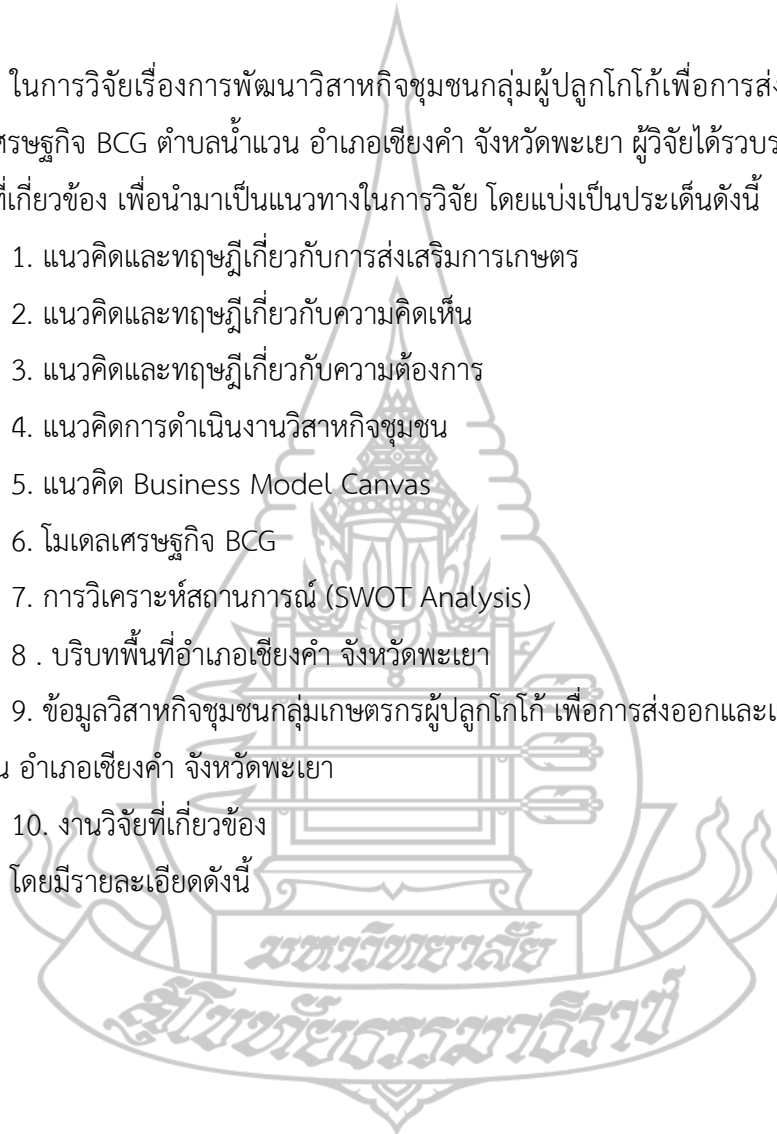 ในการวิจัยเรื่องการพัฒนาวิสาหกิจชุมชนกลุ่มผู้ปลูกโกโก้เพื่อการส่ง
ศรษฐกิจ BCG ตำบลน้ำแวน อำเภอเชียงคำ จังหวัดพะเยา ผู้วิจัยได้รวบร
ที่เกี่ยวข้อง เพื่อนำมาเป็นแนวทางในการวิจัย โดยแบ่งเป็นประเด็นดังนี้
1. แนวคิดและทฤษฎีเกี่ยวกับการส่งเสริมการเกษตร
2. แนวคิดและทฤษฎีเกี่ยวกับความคิดเห็น
3. แนวคิดและทฤษฎีเกี่ยวกับความต้องการ
4. แนวคิดการดำเนินงานวิสาหกิจชุมชน
5. แนวคิด Business Model Canvas
6. โมเดลเศรษฐกิจ BCG
7. การวิเคราะห์สถานการณ์ (SWOT Analysis)
8 . บริบทพื้นที่อำเภอเชียงคำ จังหวัดพะเยา
9. ข้อมูลวิสาหกิจชุมชนกลุ่มเกษตรกรผู้ปลูกโกโก้ เพื่อการส่งออกและแ
น อำเภอเชียงคำ จังหวัดพะเยา
10. งานวิจัยที่เกี่ยวข้อง
โดยมีรายละเอียดดังนี้
มหาวิทยาลัย
สุโขทัยธรรมาธิราช